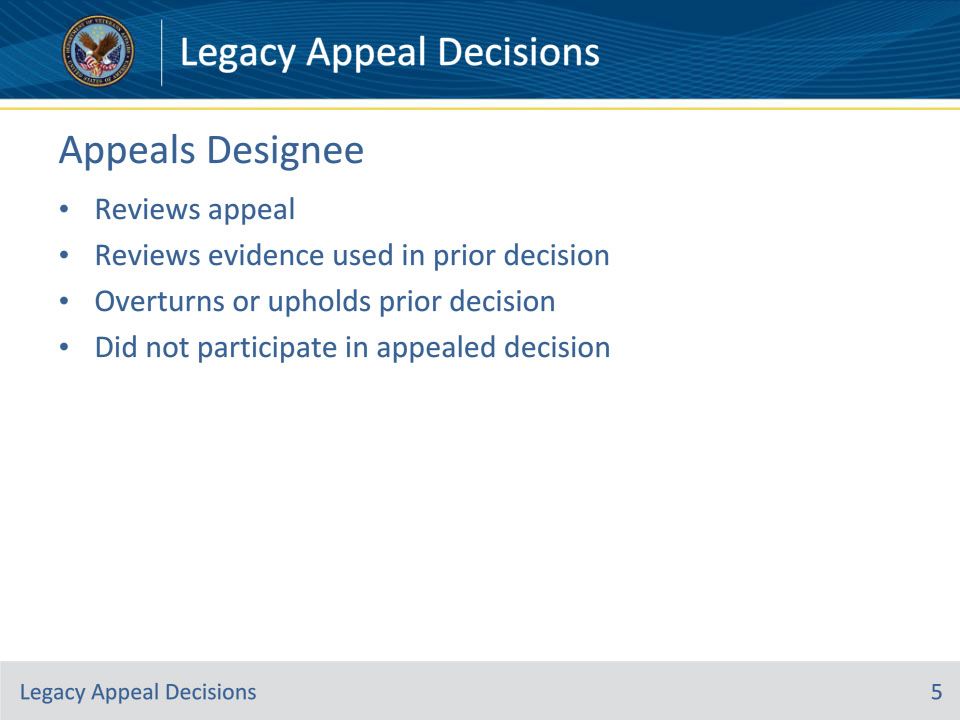 Legacy Appeal Decisions
Appeals Designee
• Reviews appeal
• Reviews evidence used in prior decision
• Overturns or upholds prior decision
• Did not participate in appealed decision
Legacy Appeal Decisions
5